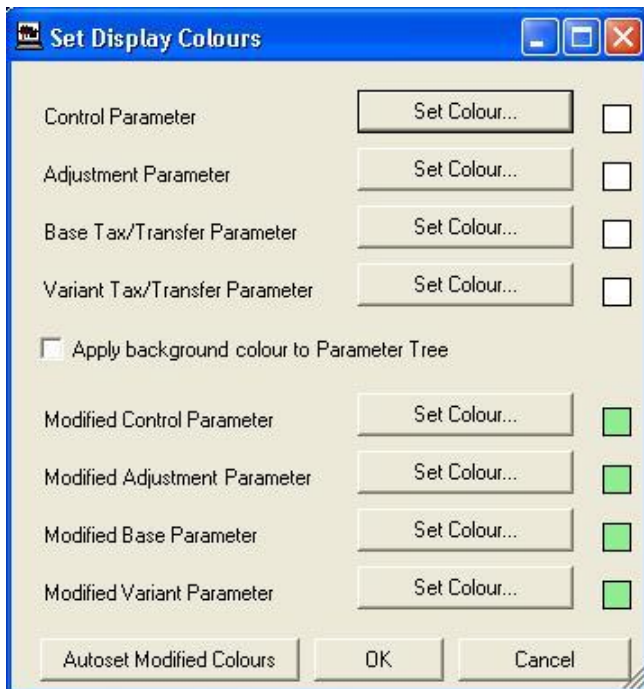 Set Display Colours
Control Parameter Set Colour...
Adjustment Parameter Set Colour...
Base Tax/Transfer Parameter Set Colour...
Variant Tax/Transfer Parameter Set Colour...
Apply background colour to Parameter Tree
Modified Control Parameter Set Colour...
Modified Adjustment Parameter Set Colour...
Modified Base Parameter Set Colour...
Modified Variant Parameter Set Colour...
Autoset Modified Colours OK Cancel